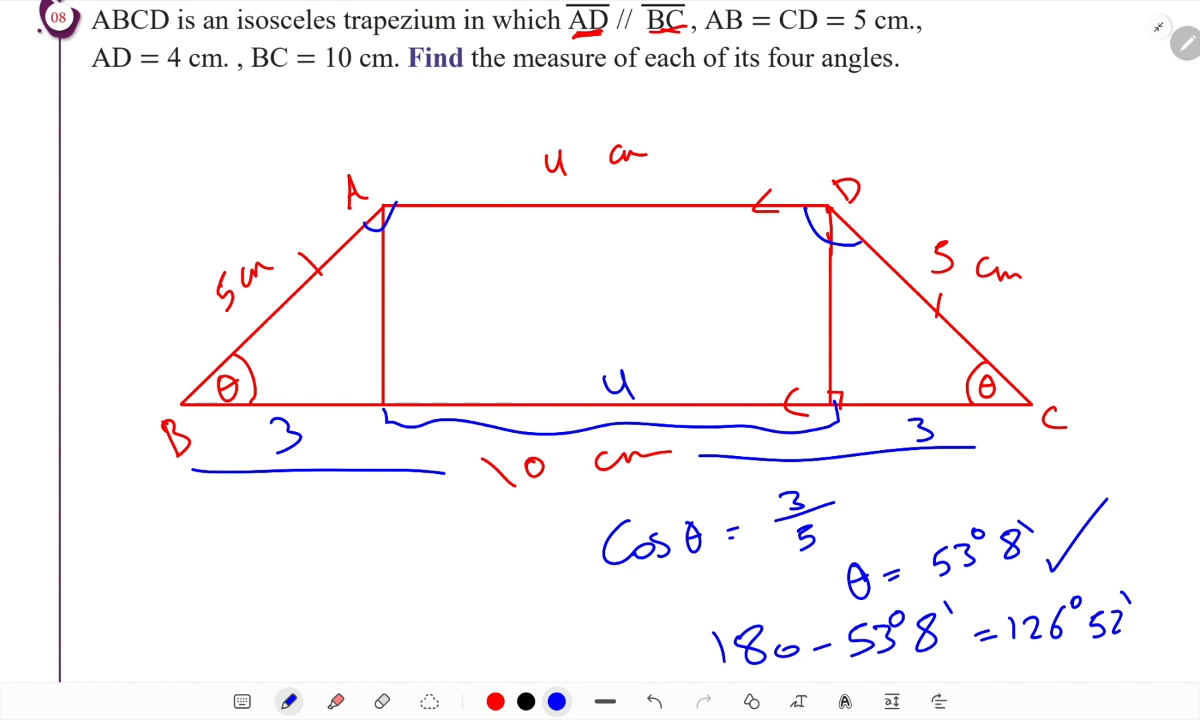 08 ABCD is an isosceles trapezium in which AD // BC, AB = CD = 5 cm.,
AD = 4 cm. , BC = 10 cm. Find the measure of each of its four angles.
4 cm
A
D
5 cm
5 cm
θ
4
θ
B
3
3
C
10 cm
Cos θ = 3/5
θ = 53° 8'
180 - 53° 8' = 126° 52'